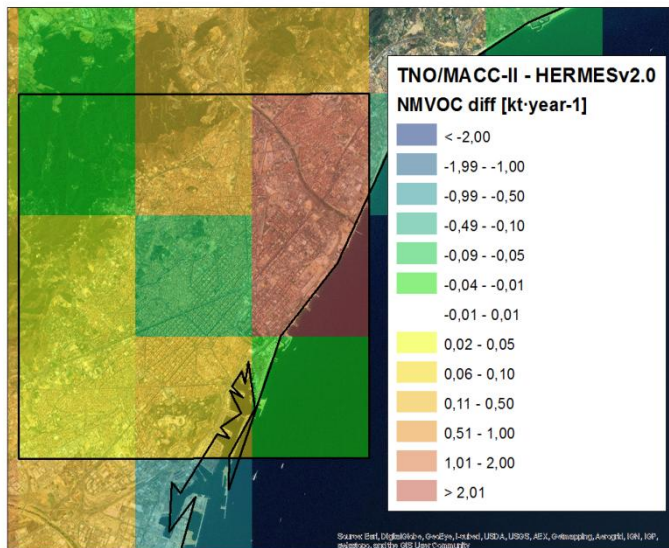 TNO/MACC-II - HERMESv2.0
NMVOC diff [kt·year-1]
< -2,00
-1,99 - -1,00
-0,99 - -0,50
-0,49 - -0,10
-0,09 - -0,05
-0,04 - -0,01
-0,01 - 0,01
0,02 - 0,05
0,06 - 0,10
0,11 - 0,50
0,51 - 1,00
1,01 - 2,00
> 2,01
Source: Esri, DigitalGlobe, GeoEye, i-cubed, USDA, USGS, AEX, Getmapping, Aerogrid, IGN, IGP,
swisstopo, and the GIS User Community